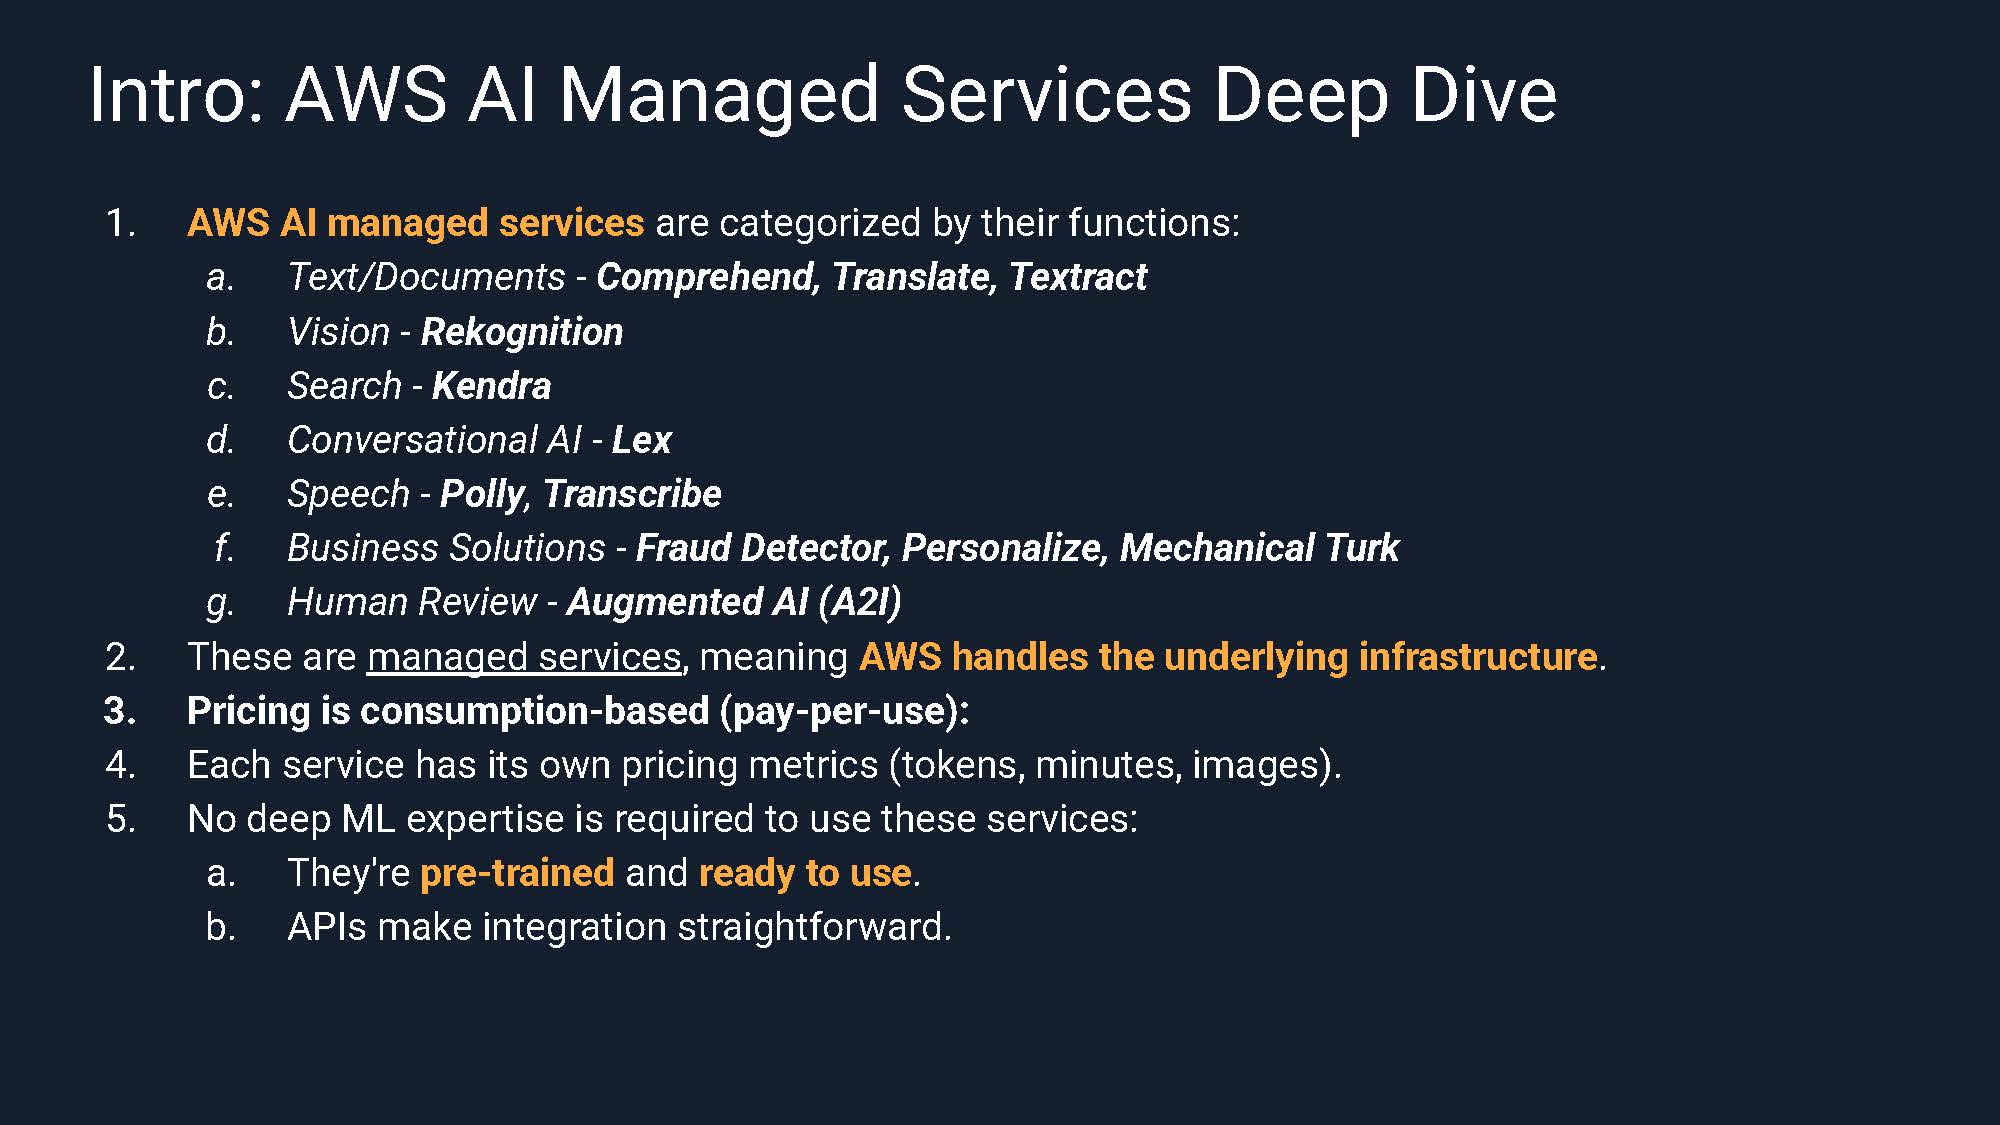 Intro: AWS AI Managed Services Deep Dive
1. AWS AI managed services are categorized by their functions:
a. Text/Documents - Comprehend, Translate, Textract
b. Vision - Rekognition
c. Search - Kendra
d. Conversational AI - Lex
e. Speech - Polly, Transcribe
f. Business Solutions - Fraud Detector, Personalize, Mechanical Turk
g. Human Review - Augmented AI (A2I)
2. These are managed services, meaning AWS handles the underlying infrastructure.
3. Pricing is consumption-based (pay-per-use):
4. Each service has its own pricing metrics (tokens, minutes, images).
5. No deep ML expertise is required to use these services:
a. They're pre-trained and ready to use.
b. APIs make integration straightforward.